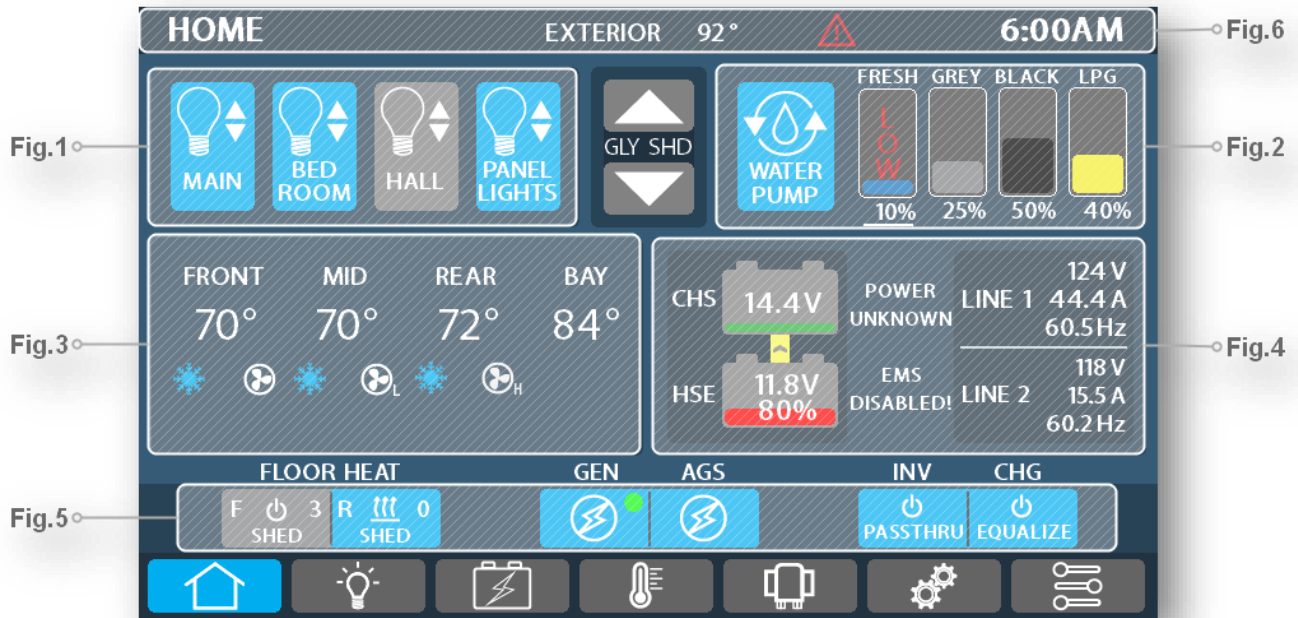 HOME EXTERIOR 92° 6:00AM Fig.6
Fig.1
MAIN
BED
ROOM
HALL
PANEL
LIGHTS
GLY SHD
WATER
PUMP
FRESH GREY BLACK LPG
LOW
10% 25% 50% 40%
Fig.2
Fig.3
FRONT MID REAR BAY
70° 70° 72° 84°
L H
CHS 14.4V
HSE 11.8V
80%
POWER
UNKNOWN
EMS
DISABLED!
LINE 1
124 V
44.4 A
60.5Hz
LINE 2
118 V
15.5 A
60.2Hz
Fig.4
FLOOR HEAT GEN AGS INV CHG
Fig.5
F 3
SHED
R 0
SHED
PASSTHRU
EQUALIZE